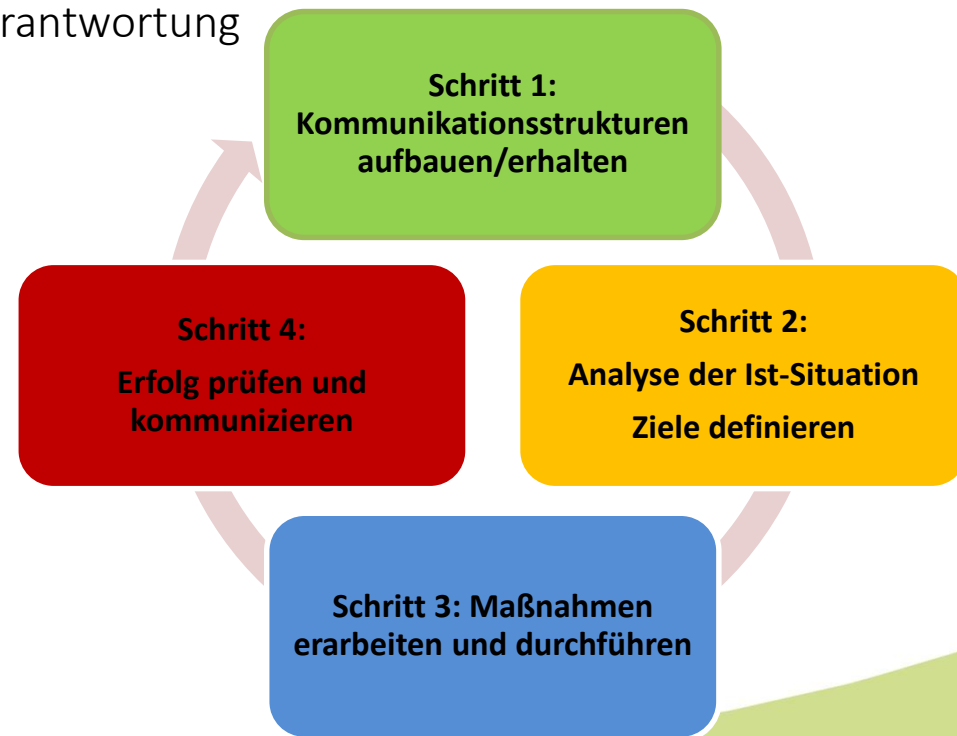 rantwortung
Schritt 1:
Kommunikationsstrukturen
aufbauen/erhalten
Schritt 2:
Analyse der Ist-Situation
Ziele definieren
Schritt 3: Maßnahmen
erarbeiten und durchführen
Schritt 4:
Erfolg prüfen und
kommunizieren